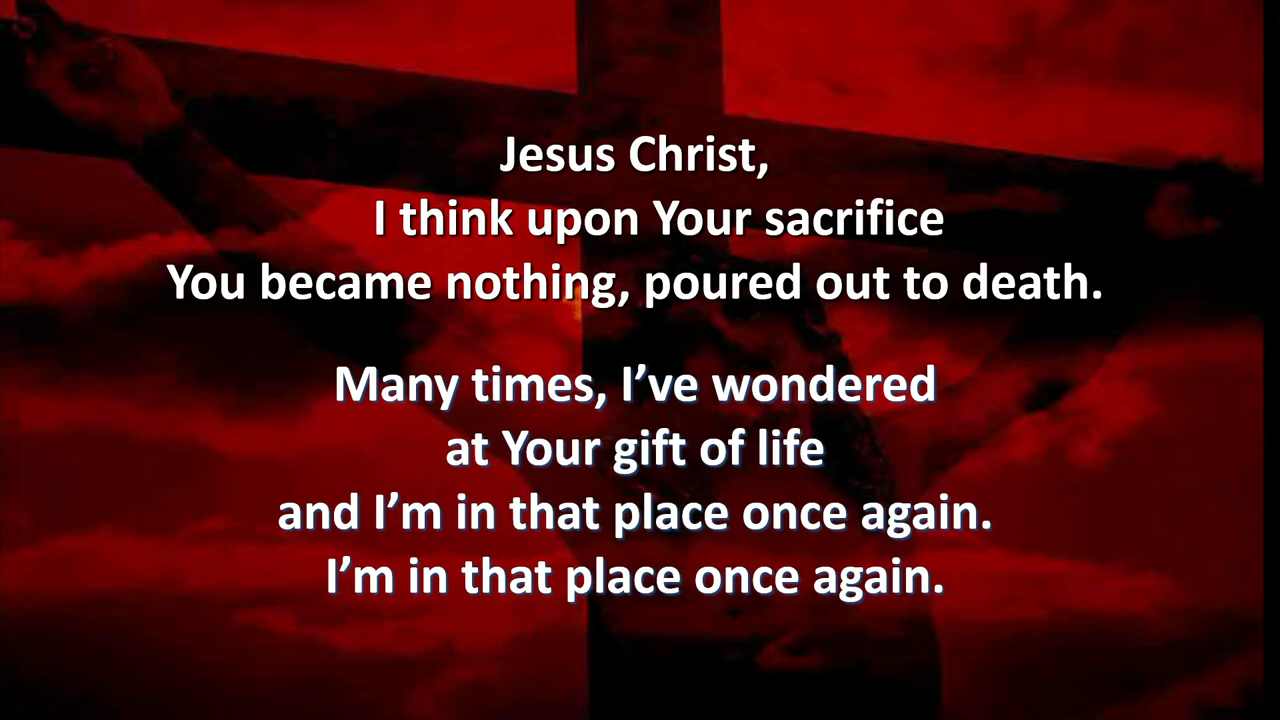 Jesus Christ,
I think upon Your sacrifice
You became nothing, poured out to death.
Many times, I’ve wondered
at Your gift of life
and I’m in that place once again.
I’m in that place once again.